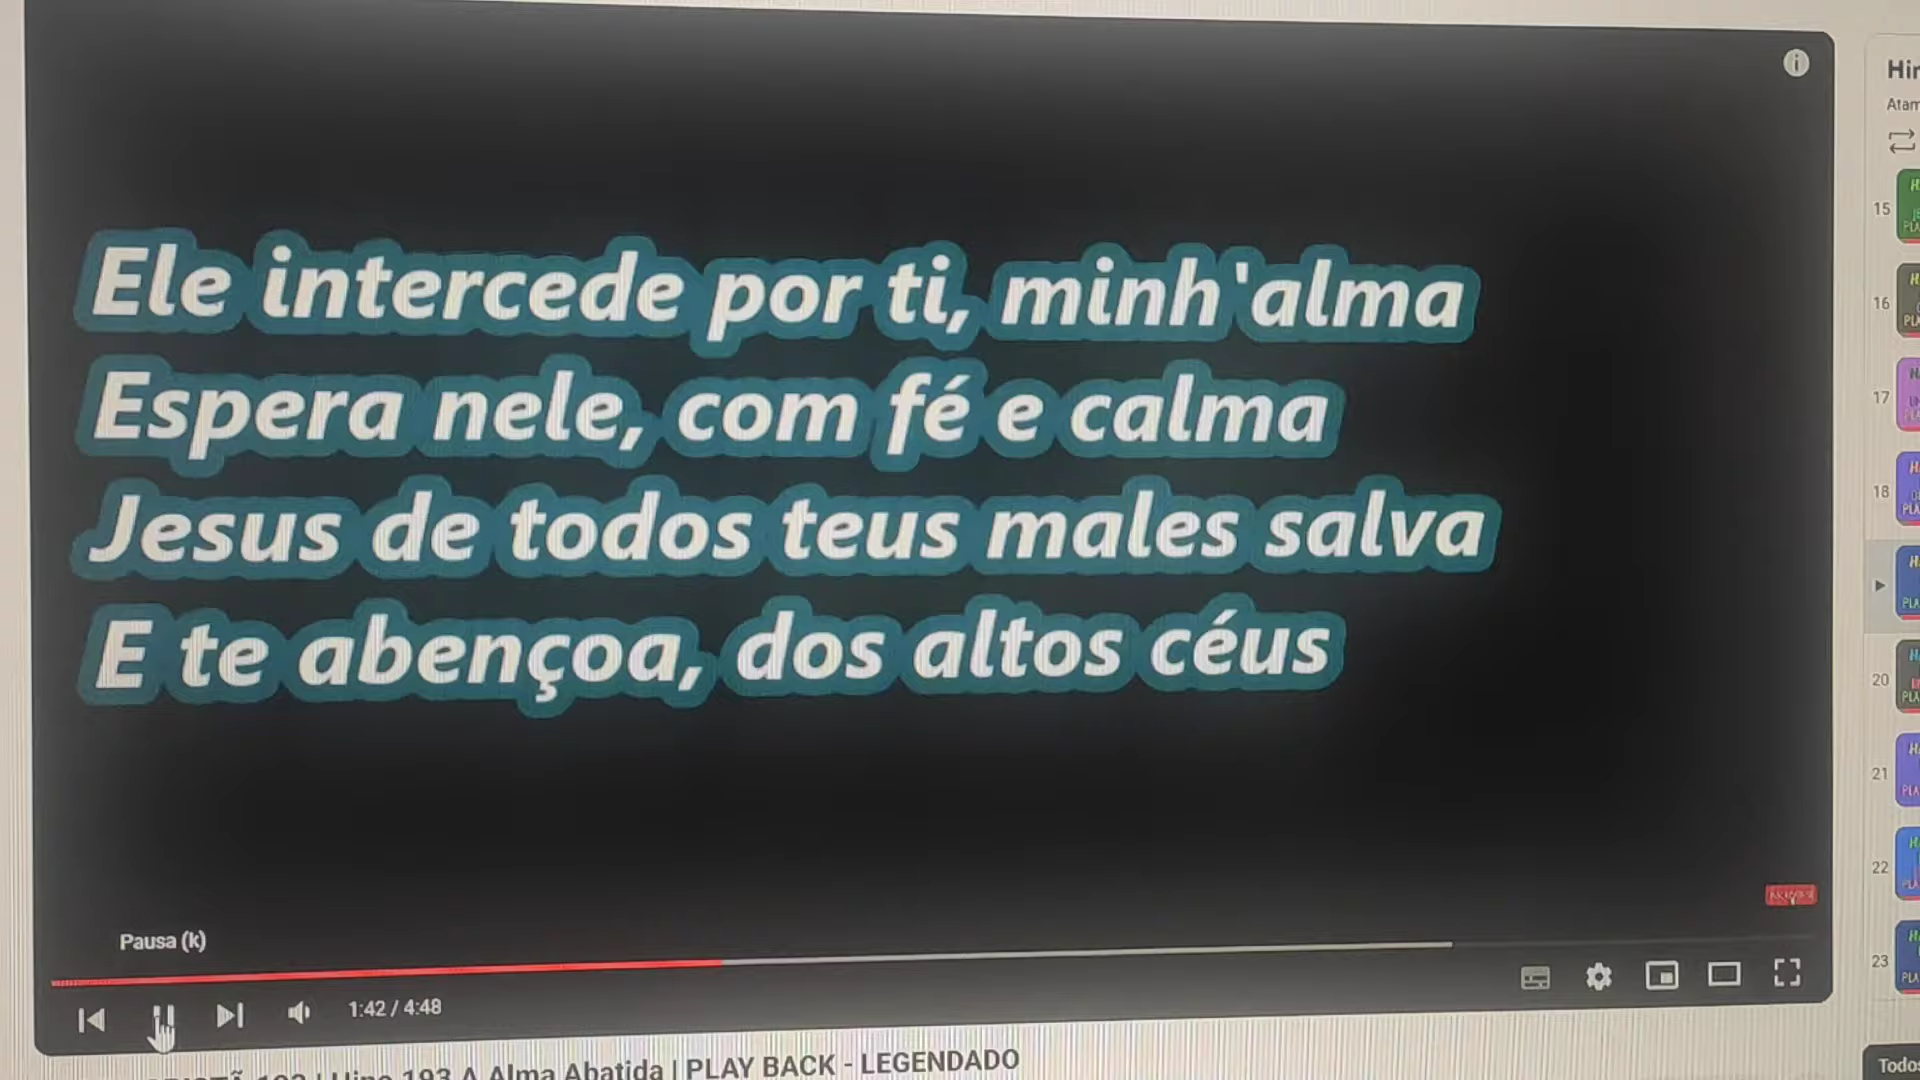 Ele intercede por ti, minh'alma
Espera nele, com fé e calma
Jesus de todos teus males salva
E te abençoa, dos altos céus
Pausa (k)
1:42 / 4:48
193 | Hino 193 A Alma Abatida | PLAY BACK - LEGENDADO
15
16
17
18
20
21
22
23